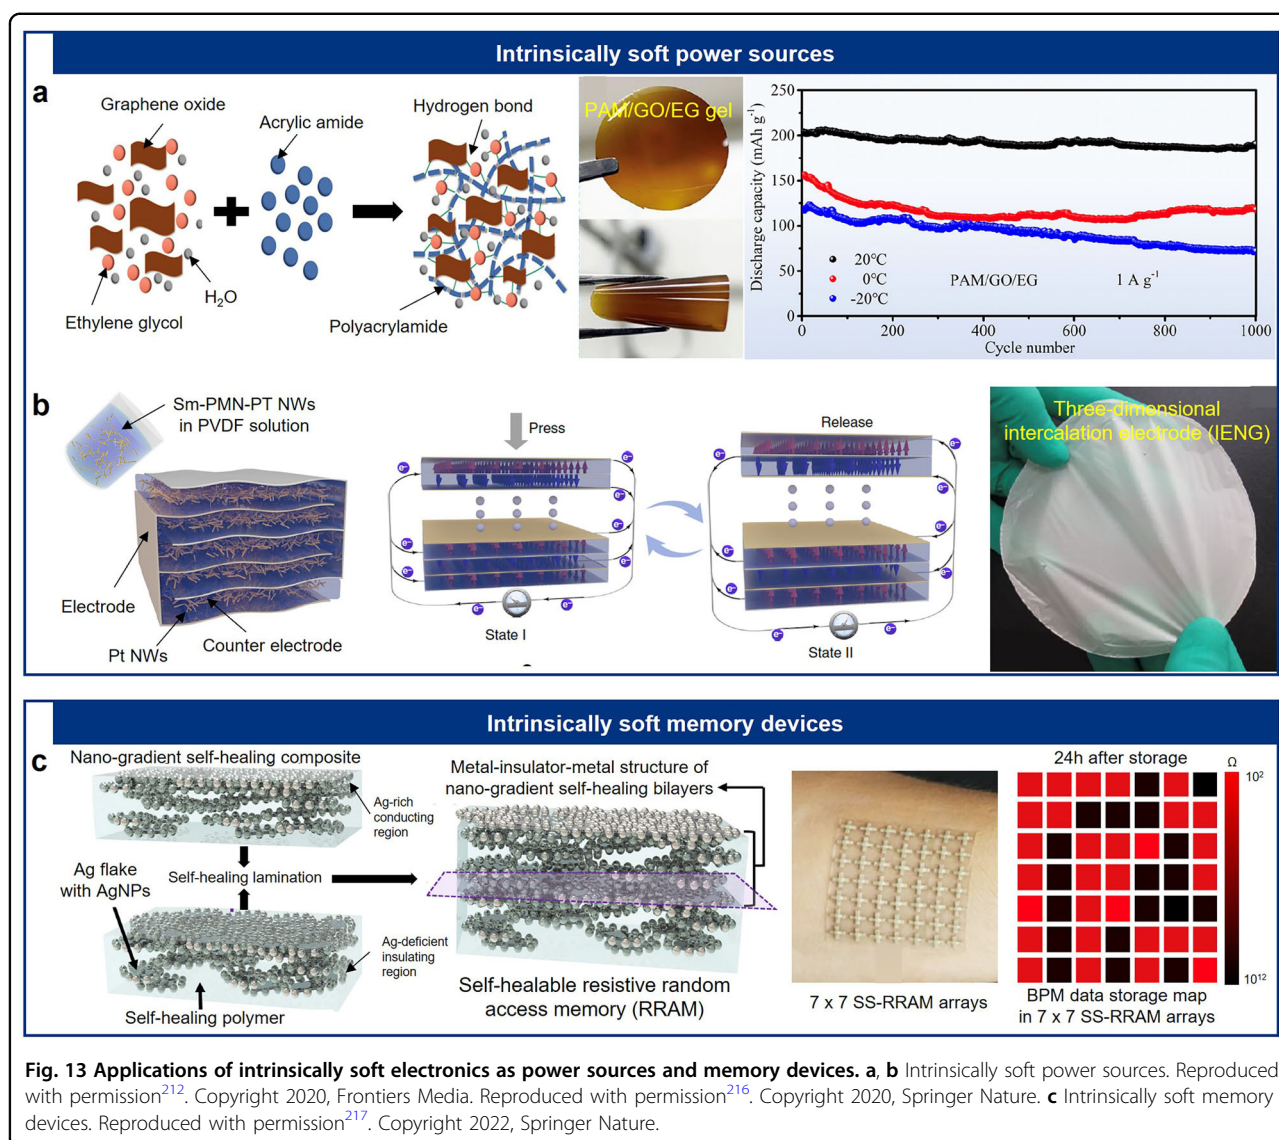 Intrinsically soft power sources
a
Graphene oxide
Acrylic amide
Hydrogen bond
H2O
Ethylene glycol
Polyacrylamide
PAM/GO/EG gel
250
200
150
100
75
50
0
Discharge capacity (mAh g-1)
20°C
0°C
-20°C
PAM/GO/EG
1 A g-1
0
200
400
600
800
1000
Cycle number
b
Sm-PMN-PT NWs
in PVDF solution
Electrode
Pt NWs
Counter electrode
Press
e- e- e- e- e- e- e- e- e- e-
State I
Release
e- e- e- e- e- e- e- e- e- e-
State II
Three-dimensional
intercalation electrode (IENG)
Intrinsically soft memory devices
c
Nano-gradient self-healing composite
Ag-rich
conducting
region
Ag flake
with AgNPs
Self-healing lamination
Ag-deficient
insulating
region
Self-healing polymer
Metal-insulator-metal structure of
nano-gradient self-healing bilayers
Self-healable resistive random
access memory (RRAM)
7 x 7 SS-RRAM arrays
24h after storage
Ω
10²
10¹²
BPM data storage map
in 7 x 7 SS-RRAM arrays
Fig. 13 Applications of intrinsically soft electronics as power sources and memory devices. a, b Intrinsically soft power sources. Reproduced
with permission212. Copyright 2020, Frontiers Media. Reproduced with permission216. Copyright 2020, Springer Nature. c Intrinsically soft memory
devices. Reproduced with permission217. Copyright 2022, Springer Nature.